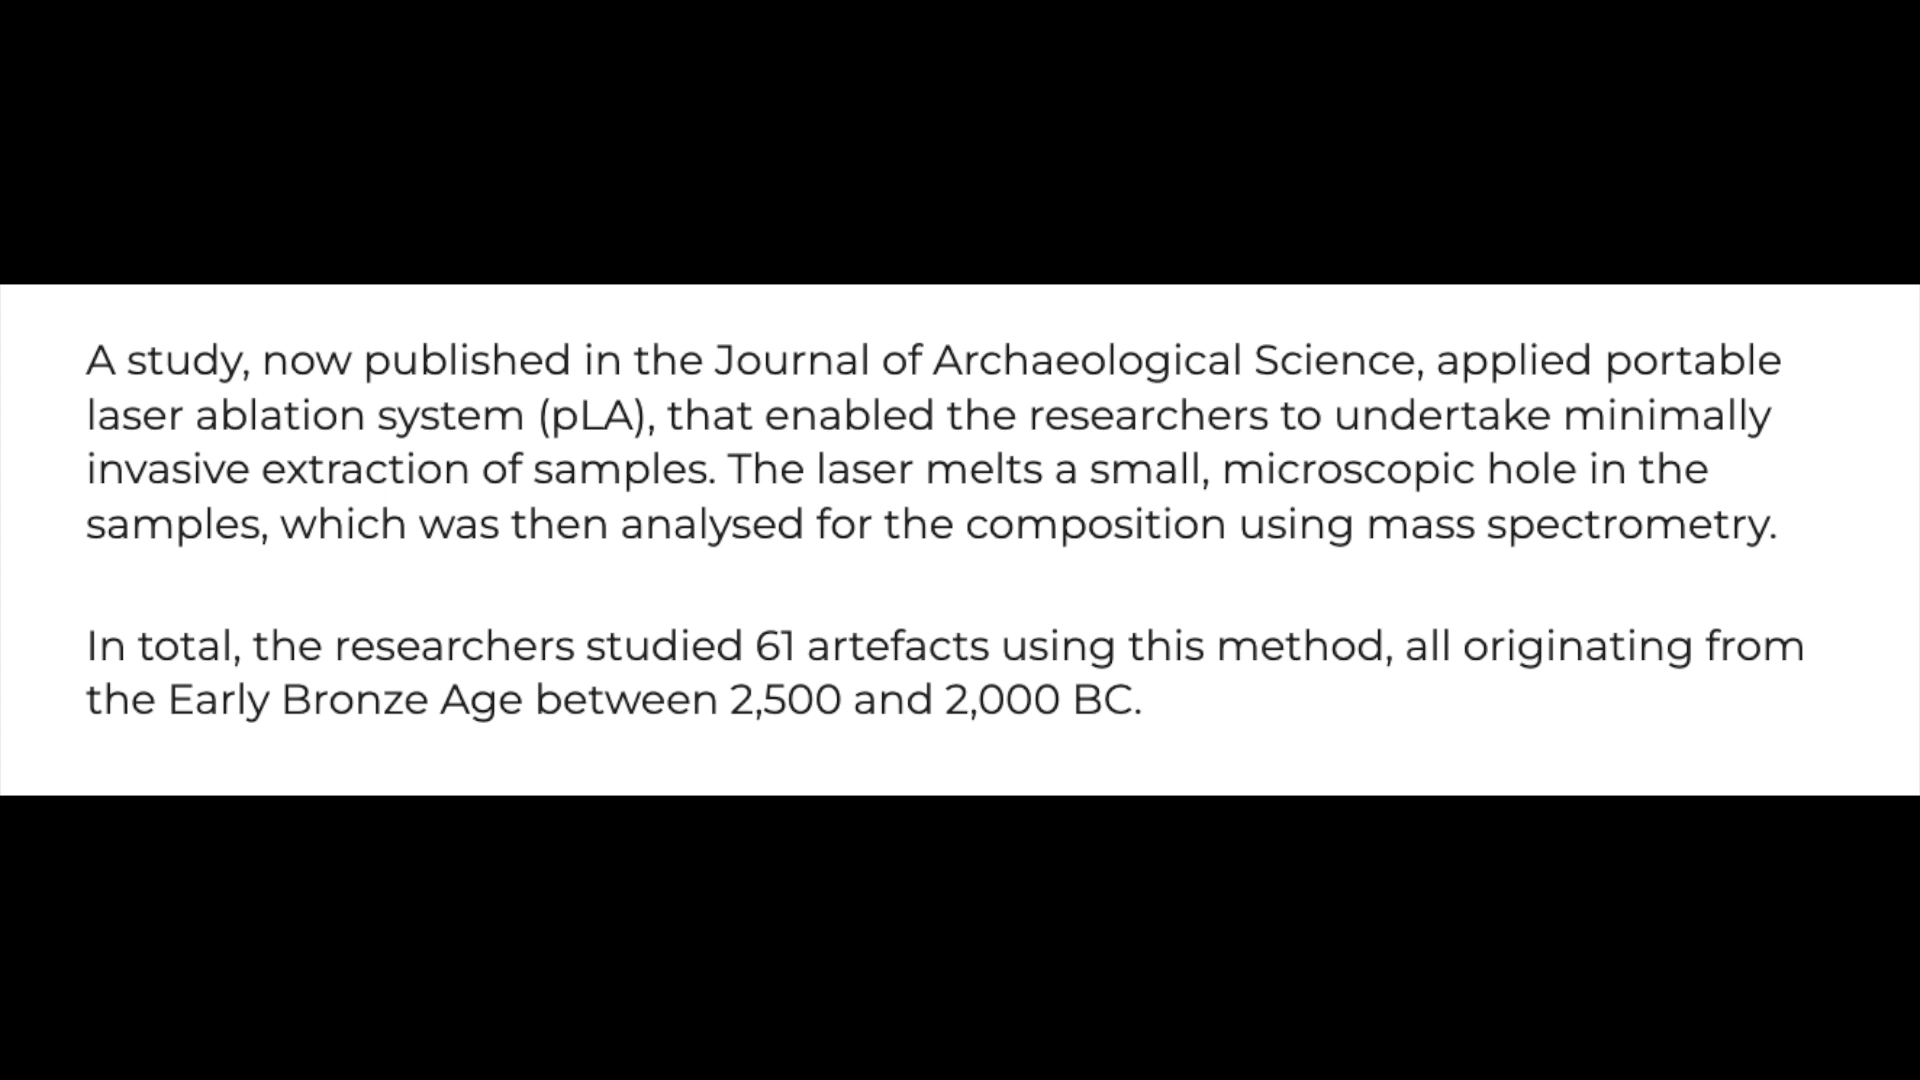 A study, now published in the Journal of Archaeological Science, applied portable
laser ablation system (pLA), that enabled the researchers to undertake minimally
invasive extraction of samples. The laser melts a small, microscopic hole in the
samples, which was then analysed for the composition using mass spectrometry.
In total, the researchers studied 61 artefacts using this method, all originating from
the Early Bronze Age between 2,500 and 2,000 BC.